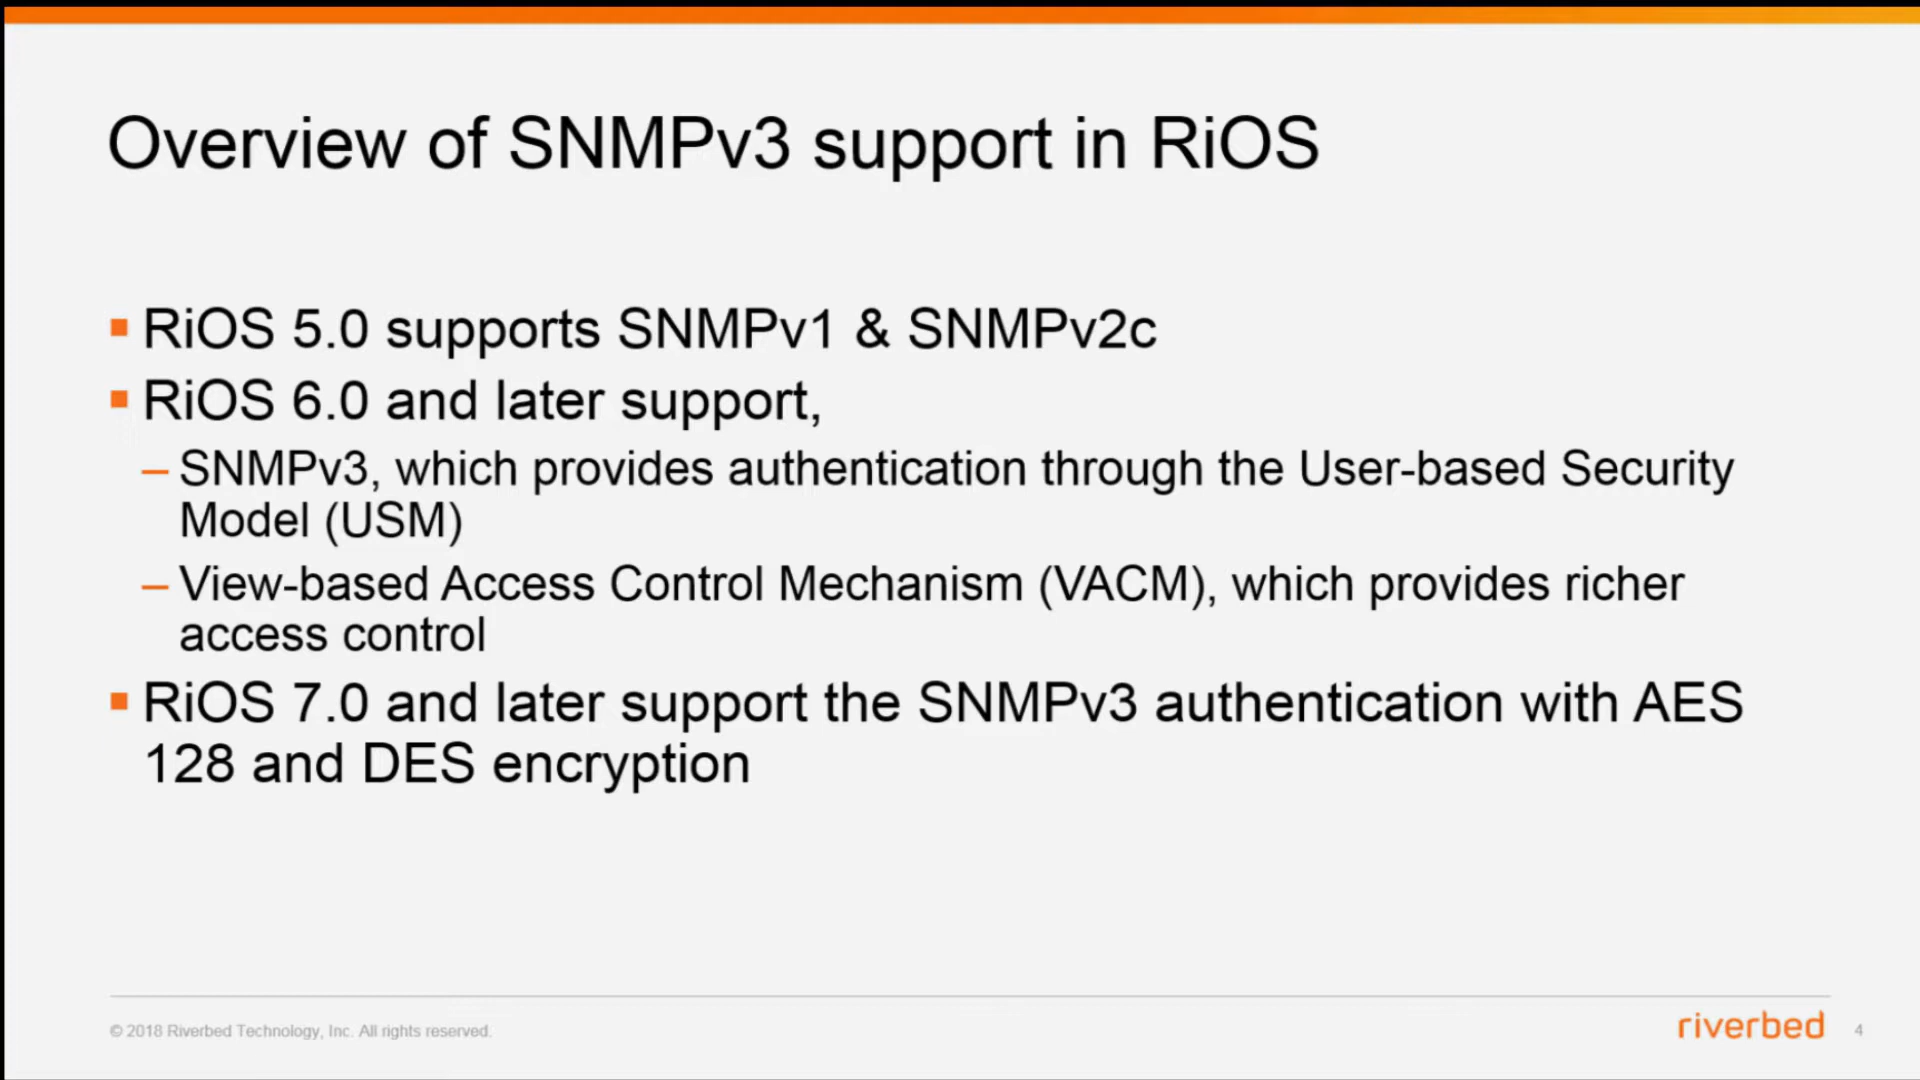 Overview of SNMPv3 support in RiOS
RiOS 5.0 supports SNMPv1 & SNMPv2c
RiOS 6.0 and later support,
– SNMPv3, which provides authentication through the User-based Security
Model (USM)
– View-based Access Control Mechanism (VACM), which provides richer
access control
RiOS 7.0 and later support the SNMPv3 authentication with AES
128 and DES encryption
© 2018 Riverbed Technology, Inc. All rights reserved.
riverbed
4